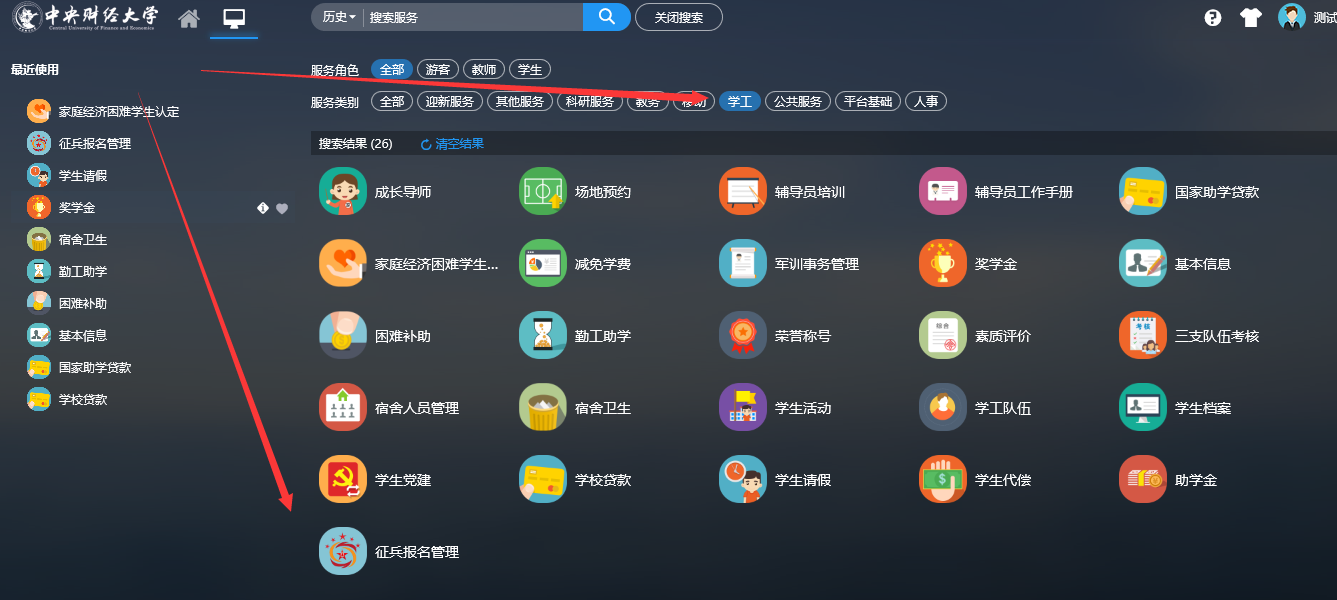 中央财经大学
Central University of Finance and Economics
历史 搜索服务 关闭搜索 测试
最近使用
家庭经济困难学生认定
征兵报名管理
学生请假
奖学金
宿舍卫生
勤工助学
困难补助
基本信息
国家助学贷款
学校贷款
服务角色 全部 游客 教师 学生
服务类别 全部 迎新服务 其他服务 科研服务 教务 移动 学工 公共服务 平台基础 人事
搜索结果 (26) 清空结果
成长导师 场地预约 辅导员培训 辅导员工作手册 国家助学贷款
家庭经济困难学生... 减免学费 军训事务管理 奖学金 基本信息
困难补助 勤工助学 荣誉称号 综合 素质评价 考核 三支队伍考核
宿舍人员管理 宿舍卫生 学生活动 学工队伍 学生档案
学生党建 学校贷款 学生请假 学生代偿 助学金
征兵报名管理